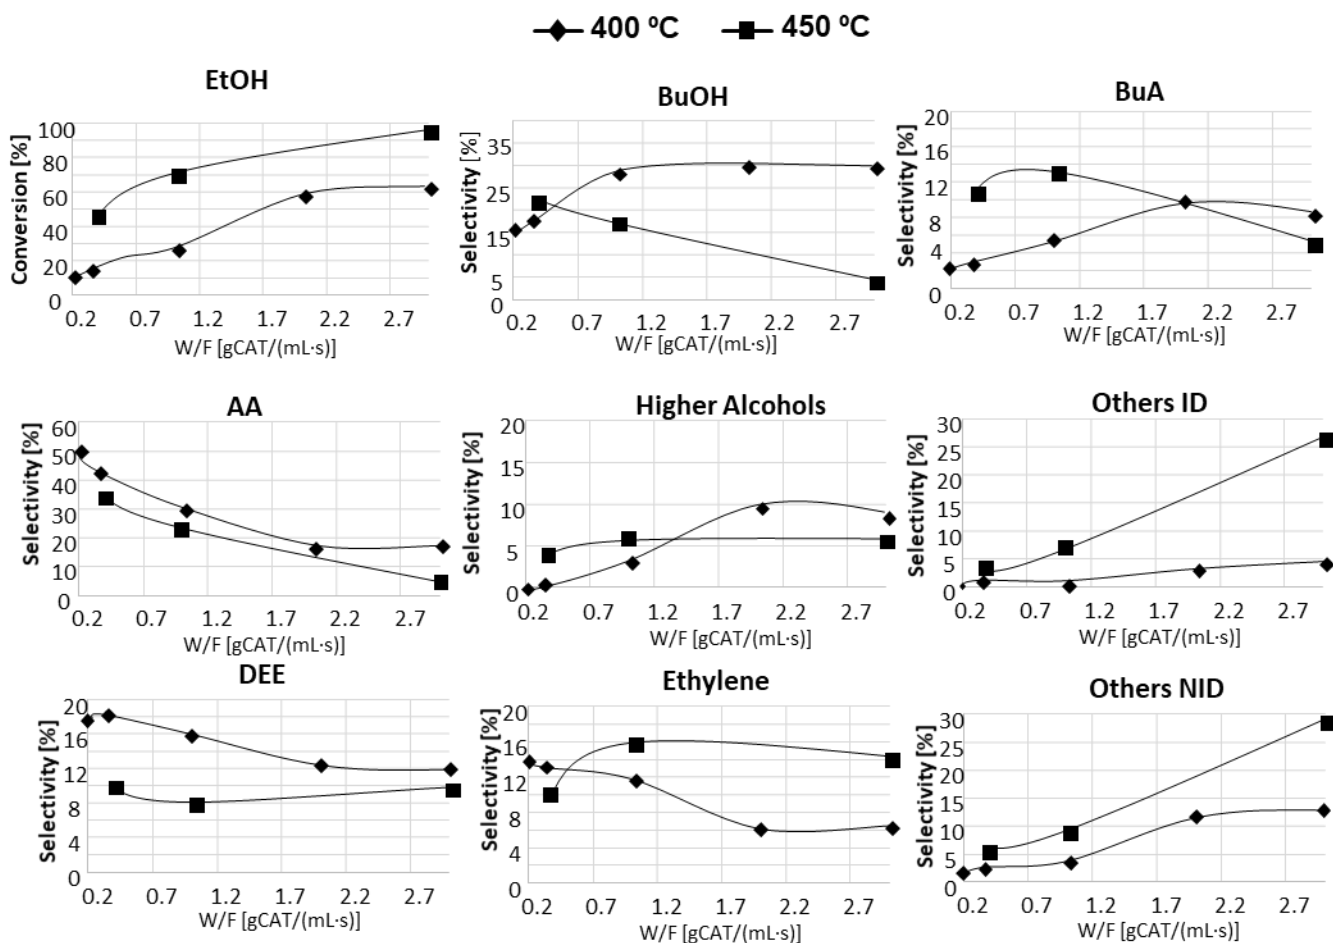 400 ºC 450 ºC
EtOH
Conversion [%]
100
80
60
40
20
0
0.2 0.7 1.2 1.7 2.2 2.7
W/F [gCAT/(mL·s)]
BuOH
Selectivity [%]
35
25
15
5
0
0.2 0.7 1.2 1.7 2.2 2.7
W/F [gCAT/(mL·s)]
BuA
Selectivity [%]
20
16
12
8
4
0
0.2 0.7 1.2 1.7 2.2 2.7
W/F [gCAT/(mL·s)]
AA
Selectivity [%]
60
50
40
30
20
10
0
0.2 0.7 1.2 1.7 2.2 2.7
W/F [gCAT/(mL·s)]
Higher Alcohols
Selectivity [%]
20
15
10
5
0
0.2 0.7 1.2 1.7 2.2 2.7
W/F [gCAT/(mL·s)]
Others ID
Selectivity [%]
30
25
20
15
10
5
0
0.2 0.7 1.2 1.7 2.2 2.7
W/F [gCAT/(mL·s)]
DEE
Selectivity [%]
20
16
12
8
4
0
0.2 0.7 1.2 1.7 2.2 2.7
W/F [gCAT/(mL·s)]
Ethylene
Selectivity [%]
20
16
12
8
4
0
0.2 0.7 1.2 1.7 2.2 2.7
W/F [gCAT/(mL·s)]
Others NID
Selectivity [%]
30
25
20
15
10
5
0
0.2 0.7 1.2 1.7 2.2 2.7
W/F [gCAT/(mL·s)]